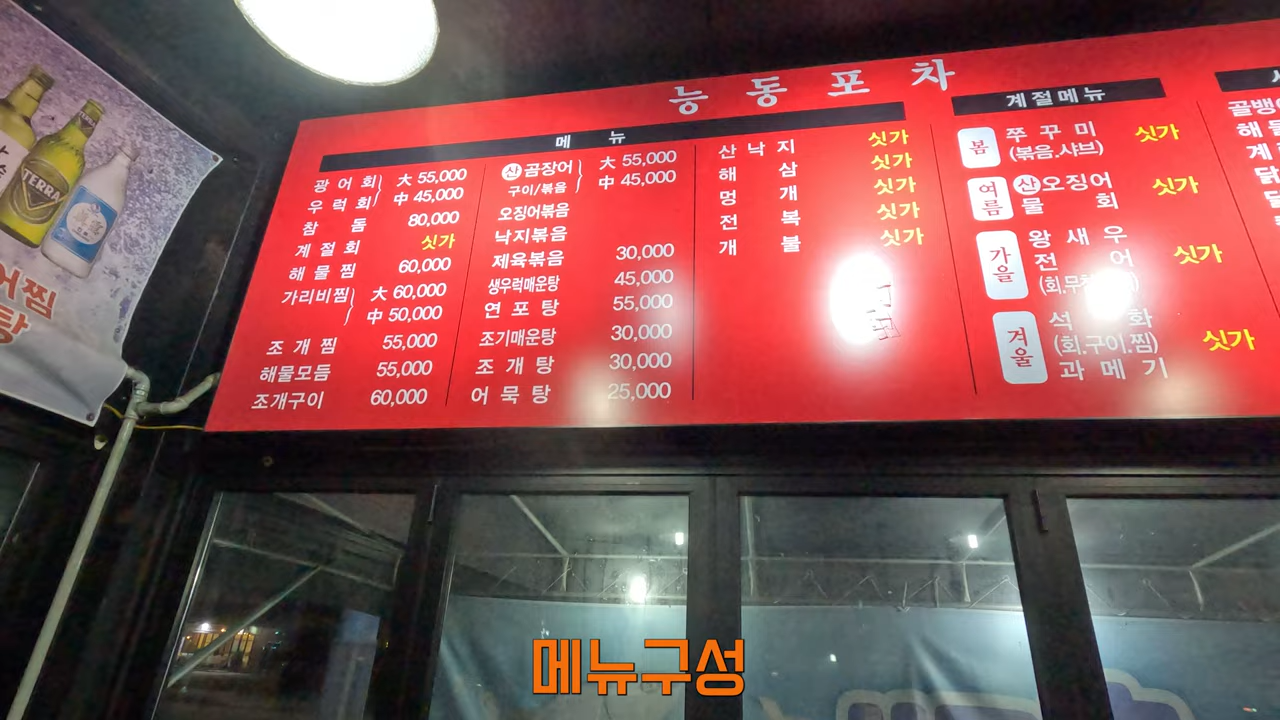 능동포차
메뉴
광어회 大 55,000
우럭회 中 45,000
참돔 80,000
계절회 싯가
해물찜 60,000
가리비찜 大 60,000
中 50,000
조개찜 55,000
해물모듬 55,000
조개구이 60,000
산곰장어 大 55,000
구이/볶음 中 45,000
오징어볶음
낙지볶음
제육볶음 30,000
생우럭매운탕 45,000
연포탕 55,000
조기매운탕 30,000
조개탕 30,000
어묵탕 25,000
산낙지 싯가
해삼 싯가
멍개 싯가
전복 싯가
개불 싯가
계절메뉴
봄 쭈꾸미 싯가
(볶음.샤브)
여름 산오징어 싯가
물회
가을 왕새우
전어 싯가
겨울 석화
(회.구이.찜) 싯가
과메기
골뱅
해물
TERRA
어찜
탕
메뉴구성